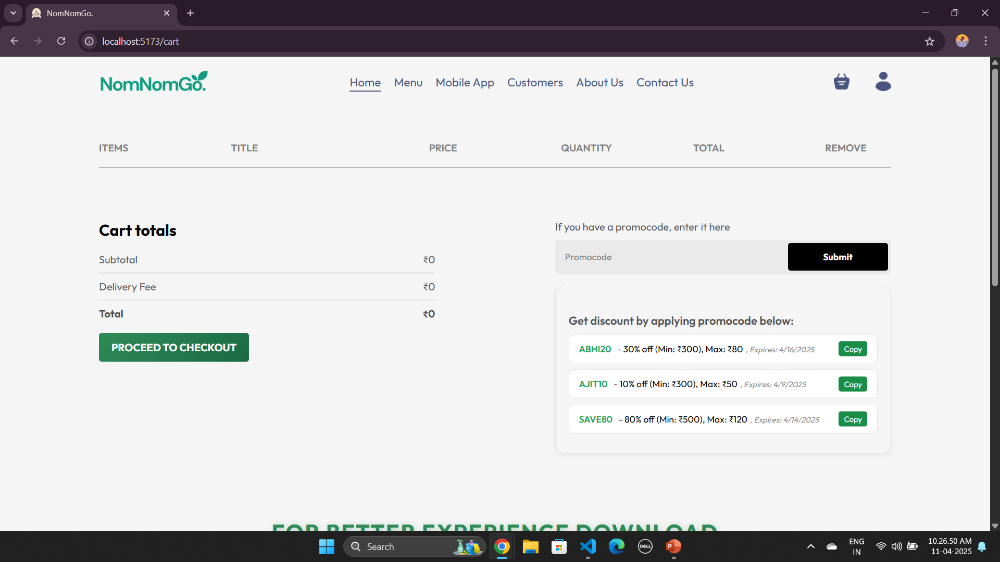 NomNomGo.
localhost:5173/cart
NomNomGo.
Home Menu Mobile App Customers About Us Contact Us
ITEMS TITLE PRICE QUANTITY TOTAL REMOVE
Cart totals
Subtotal ₹0
Delivery Fee ₹0
Total ₹0
PROCEED TO CHECKOUT
If you have a promocode, enter it here
Promocode Submit
Get discount by applying promocode below:
ABHI20 - 30% off (Min: ₹300), Max: ₹80 , Expires: 4/16/2025 Copy
AJIT10 - 10% off (Min: ₹300), Max: ₹50 , Expires: 4/9/2025 Copy
SAVE80 - 80% off (Min: ₹500), Max: ₹120 , Expires: 4/14/2025 Copy
FOR BETTER EXPERIENCE DOWNLOAD
Search
DELL
P
ENG
IN
10.26.50 AM
11-04-2025